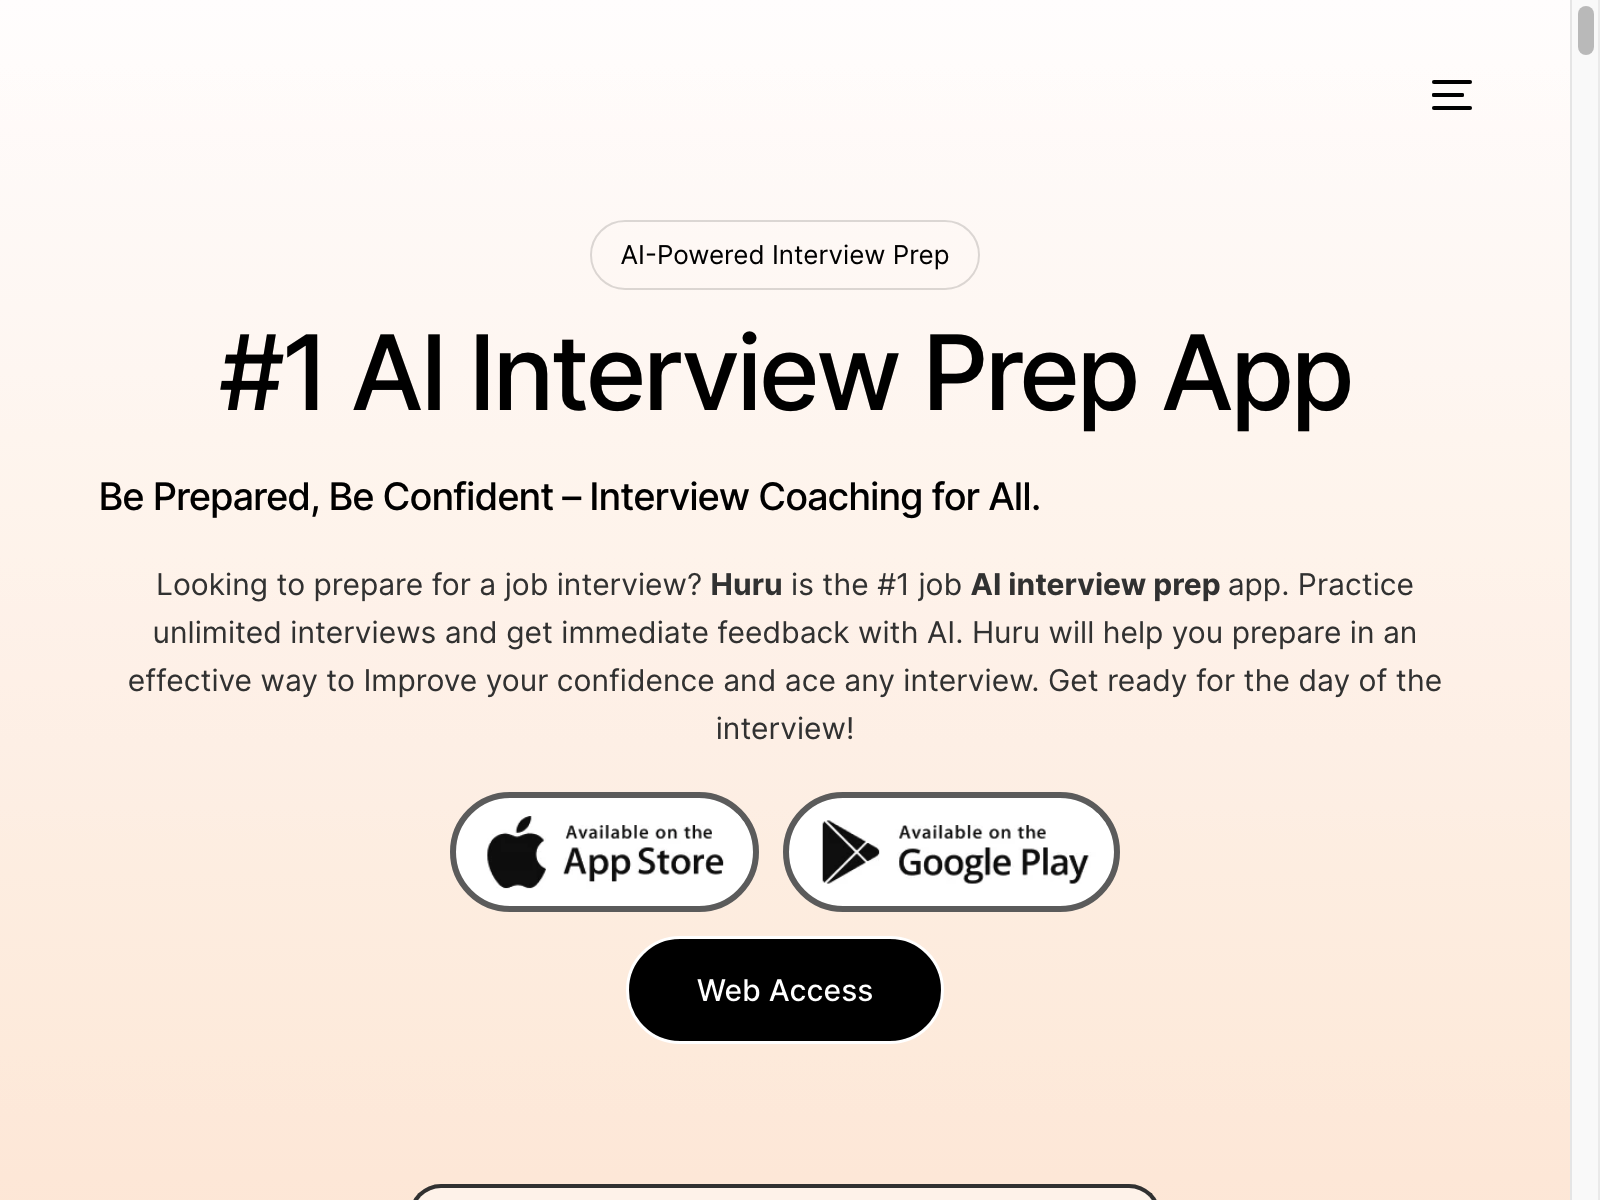 AI-Powered Interview Prep
#1 AI Interview Prep App
Be Prepared, Be Confident – Interview Coaching for All.
Looking to prepare for a job interview? Huru is the #1 job AI interview prep app. Practice
unlimited interviews and get immediate feedback with AI. Huru will help you prepare in an
effective way to Improve your confidence and ace any interview. Get ready for the day of the
interview!
Available on the
App Store
Available on the
Google Play
Web Access